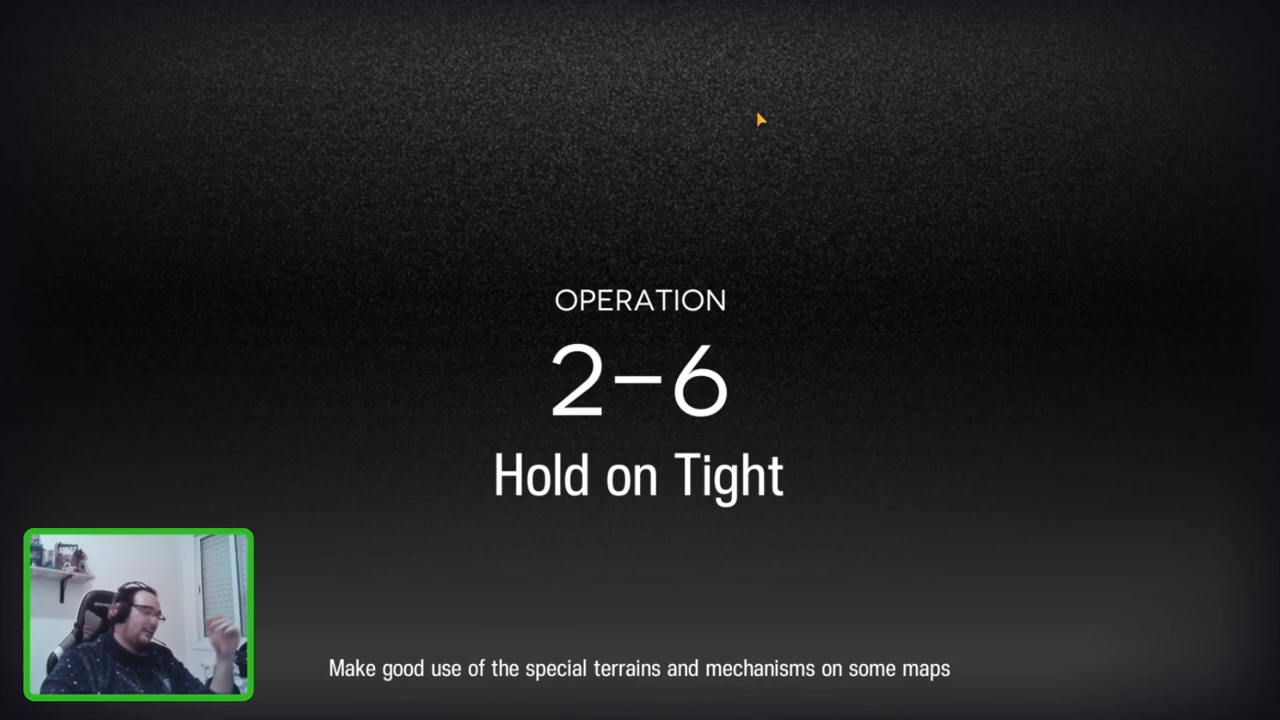 OPERATION
2-6
Hold on Tight
Make good use of the special terrains and mechanisms on some maps